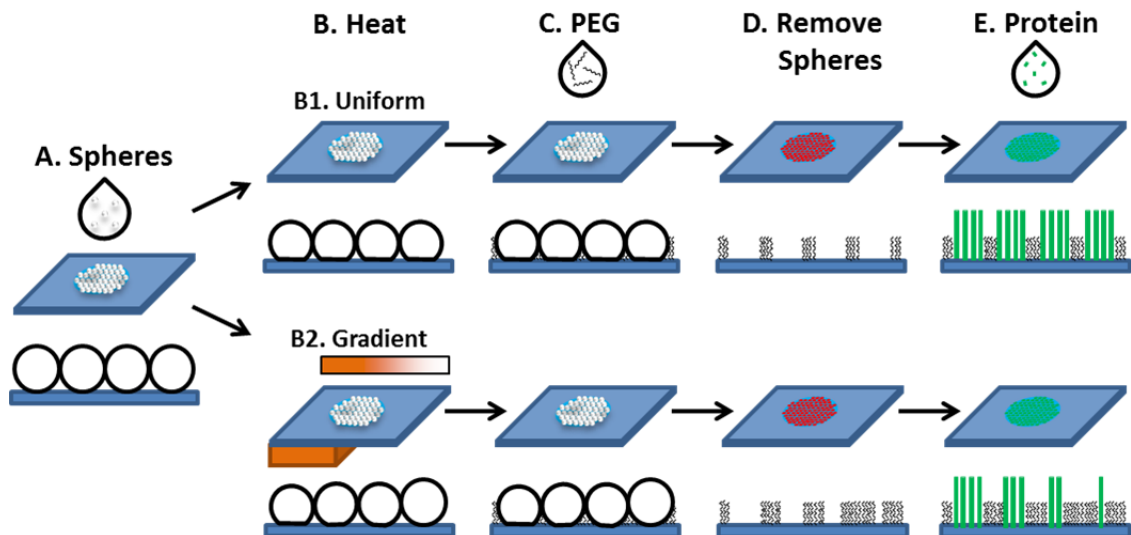 B. Heat
C. PEG
D. Remove
Spheres
E. Protein
B1. Uniform
A. Spheres
B2. Gradient